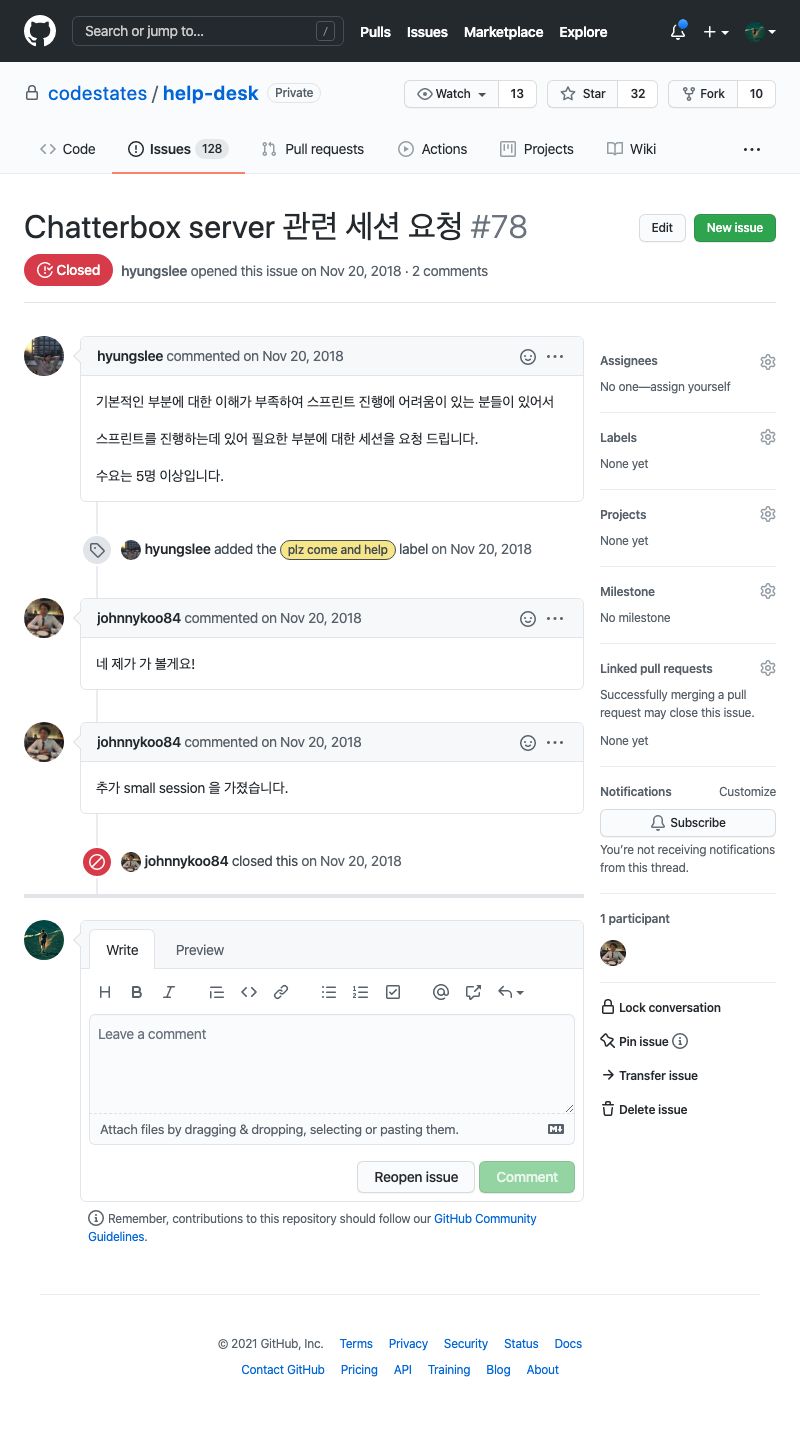 Search or jump to... /
Pulls Issues Marketplace Explore
codestates / help-desk Private
Watch 13 Star 32 Fork 10
Code Issues 128 Pull requests Actions Projects Wiki
Chatterbox server 관련 세션 요청 #78
Edit New issue
Closed hyungslee opened this issue on Nov 20, 2018 · 2 comments
hyungslee commented on Nov 20, 2018
기본적인 부분에 대한 이해가 부족하여 스프린트 진행에 어려움이 있는 분들이 있어서
스프린트를 진행하는데 있어 필요한 부분에 대한 세션을 요청 드립니다.
수요는 5명 이상입니다.
hyungslee added the plz come and help label on Nov 20, 2018
johnnykoo84 commented on Nov 20, 2018
네 제가 가 볼게요!
johnnykoo84 commented on Nov 20, 2018
추가 small session 을 가졌습니다.
johnnykoo84 closed this on Nov 20, 2018
Write Preview
H B I
Leave a comment
Attach files by dragging & dropping, selecting or pasting them.
Reopen issue Comment
Remember, contributions to this repository should follow our GitHub Community
Guidelines.
Assignees
No one—assign yourself
Labels
None yet
Projects
None yet
Milestone
No milestone
Linked pull requests
Successfully merging a pull
request may close this issue.
None yet
Notifications Customize
Subscribe
You're not receiving notifications
from this thread.
1 participant
Lock conversation
Pin issue
Transfer issue
Delete issue
© 2021 GitHub, Inc. Terms Privacy Security Status Docs
Contact GitHub Pricing API Training Blog About